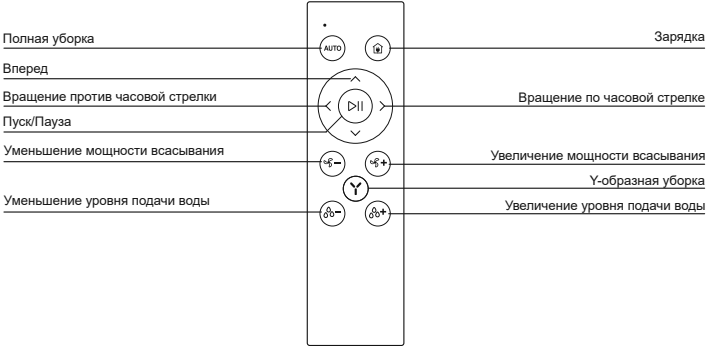 Полная уборка
AUTO
Зарядка
Вперед
Вращение против часовой стрелки
Вращение по часовой стрелке
Пуск/Пауза
Уменьшение мощности всасывания
Увеличение мощности всасывания
Y-образная уборка
Уменьшение уровня подачи воды
Увеличение уровня подачи воды